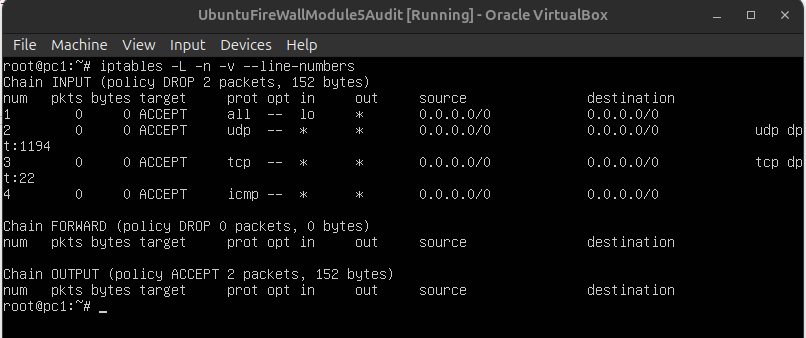 UbuntuFireWallModule5Audit [Running] - Oracle VirtualBox
File Machine View Input Devices Help
root@pc1:~# iptables -L -n -v --line-numbers
Chain INPUT (policy DROP 2 packets, 152 bytes)
num pkts bytes target prot opt in out source destination
1 0 0 ACCEPT all -- lo * 0.0.0.0/0 0.0.0.0/0
2 0 0 ACCEPT udp -- * * 0.0.0.0/0 0.0.0.0/0 udp dp
t:1194
3 0 0 ACCEPT tcp -- * * 0.0.0.0/0 0.0.0.0/0 tcp dp
t:22
4 0 0 ACCEPT icmp -- * * 0.0.0.0/0 0.0.0.0/0
Chain FORWARD (policy DROP 0 packets, 0 bytes)
num pkts bytes target prot opt in out source destination
Chain OUTPUT (policy ACCEPT 2 packets, 152 bytes)
num pkts bytes target prot opt in out source destination
root@pc1:~# _